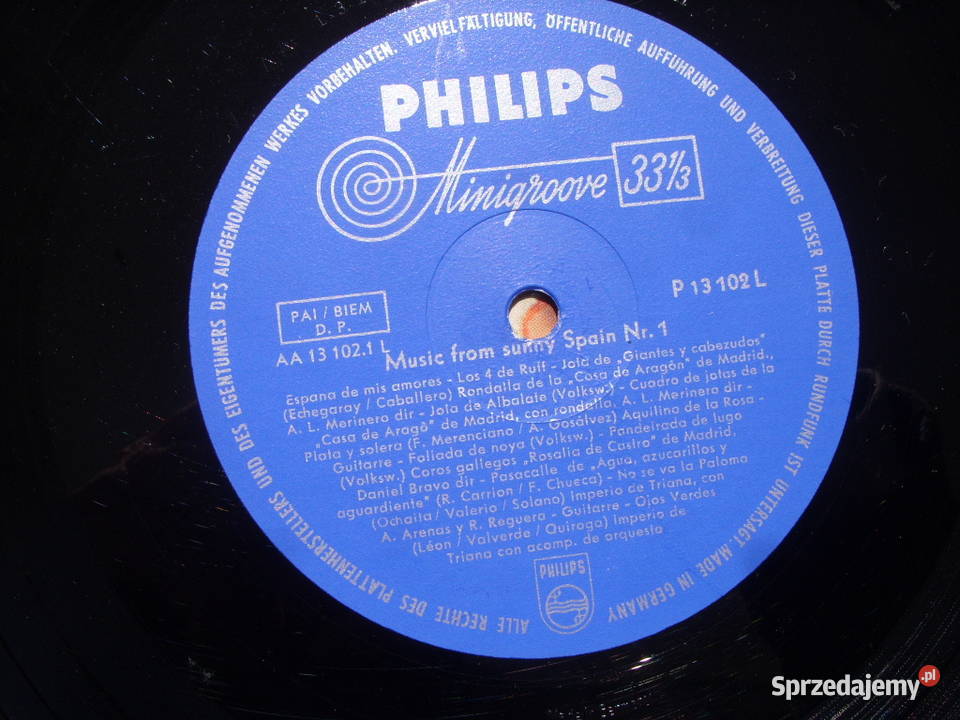 ALLE RECHTE DES PLATTENHERSTELLERS UND DES EIGENTÜMERS DES AUFGENOMMENEN WERKES VORBEHALTEN. VERVIELFÄLTIGUNG, ÖFFENTLICHE AUFFÜHRUNG UND VERBREITUNG DIESER PLATTE DURCH RUNDFUNK IST UNTERSAGT. MADE IN GERMANY
PHILIPS
Minigroove 33⅓
PAI / BIEM
D. P.
P 13 102 L
AA 13 102.1 L
Music from sunny Spain Nr. 1
Espana de mis amores - Los 4 de Ruit - Jota de „Giantes y cabezudos"
(Echegaray / Caballero) Rondalla de la „Casa de Aragón" de Madrid,
A. L. Merinero dir - Jota de Albalate (Volksw.) - Cuadro de jotas de la
„Casa de Aragô" de Madrid, con rondalla. A. L. Merinera dir -
Plata y solera (F. Merenciano / A. Gosálvez) Aquilino de la Rosa -
Guitarre - Foliada de noya (Volksw.) - Pandeirada de lugo
(Volksw.) Coros gallegos „Rosalia de Castro" de Madrid,
Daniel Bravo dir - Pasacalle de „Agua, azucarillos y
aguardiente" (R. Carrion / F. Chueca) - No se va la Paloma
(Ochaita / Valerio / Solano) Imperio de Triana, con
A. Arenas y R. Reguera - Guitarre - Ojos Verdes
(Léon / Valverde / Quiroga) Imperio de
Triana con acomp. de orquesta
PHILIPS
Sprzedajemy.pl